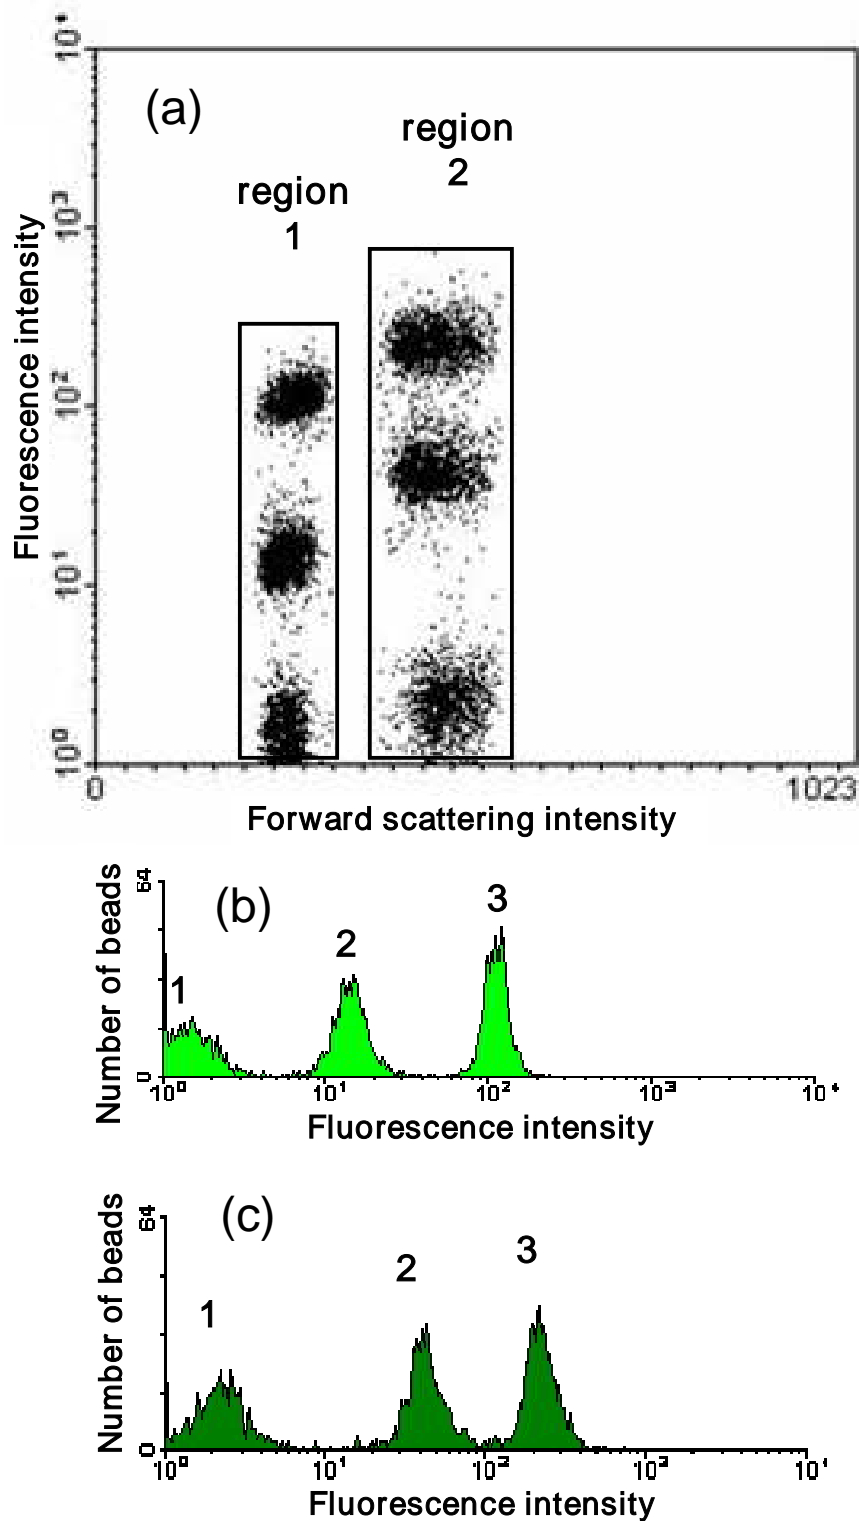 (a)
region
1
region
2
Fluorescence intensity
10⁴
10³
10²
10¹
10⁰
0
1023
Forward scattering intensity
(b)
Number of beads
64
0
1
2
3
10⁰ 10¹ 10² 10³ 10⁴
Fluorescence intensity
(c)
Number of beads
64
0
1
2
3
10⁰ 10¹ 10² 10³
Fluorescence intensity